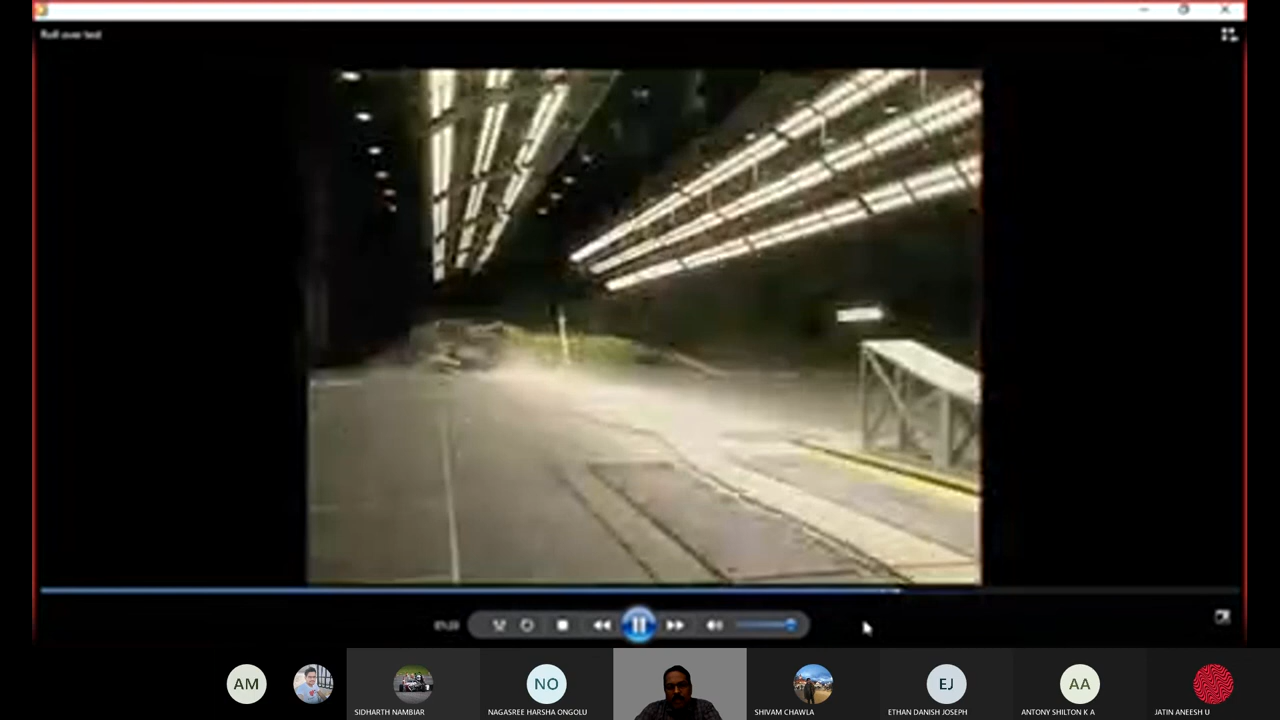 Roll over test
AM
NO
EJ
AA
SIDHARTH NAMBIAR
NAGASREE HARSHA ONGOLU
SHIVAM CHAWLA
ETHAN DANISH JOSEPH
ANTONY SHILTON K A
JATIN ANEESH U